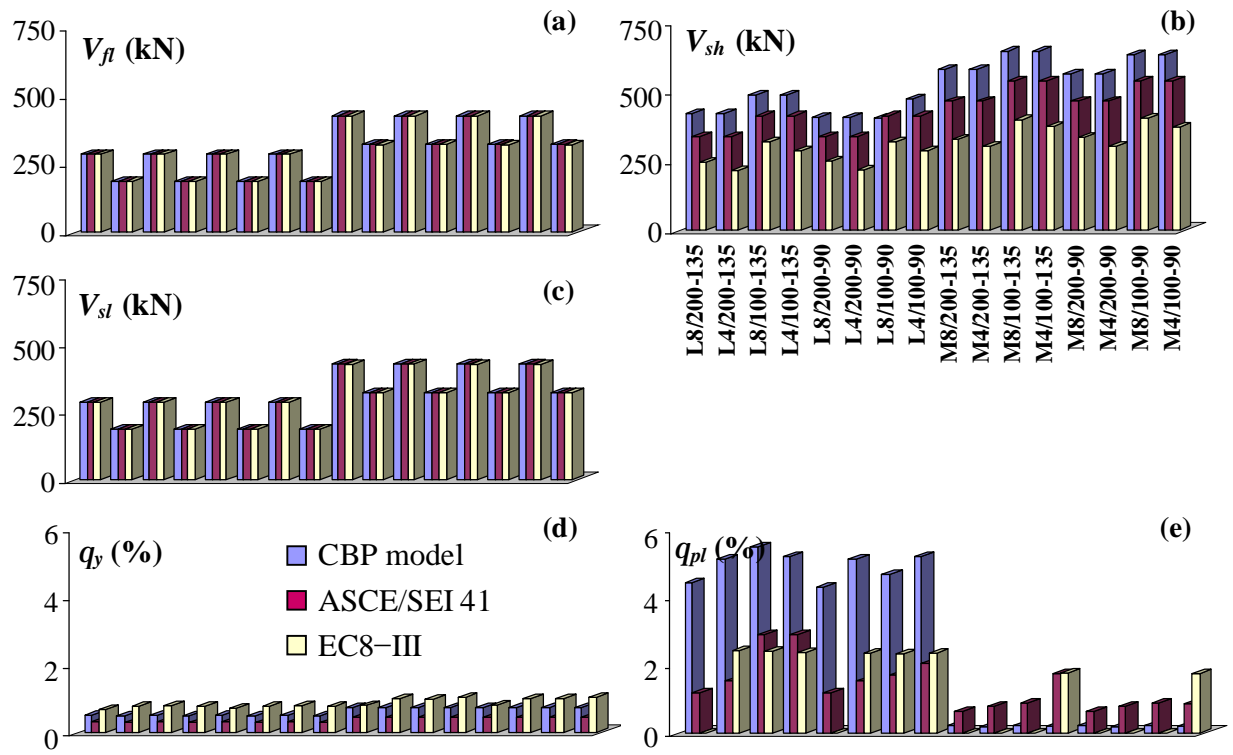 (a)
V_fl (kN)
750
500
250
0
(b)
V_sh (kN)
750
500
250
0
L8/200-135
L4/200-135
L8/100-135
L4/100-135
L8/200-90
L4/200-90
L8/100-90
L4/100-90
M8/200-135
M4/200-135
M8/100-135
M4/100-135
M8/200-90
M4/200-90
M8/100-90
M4/100-90
(c)
V_sl (kN)
750
500
250
0
(d)
q_y (%)
6
4
2
0
CBP model
ASCE/SEI 41
EC8−III
(e)
q_pl (%)
6
4
2
0